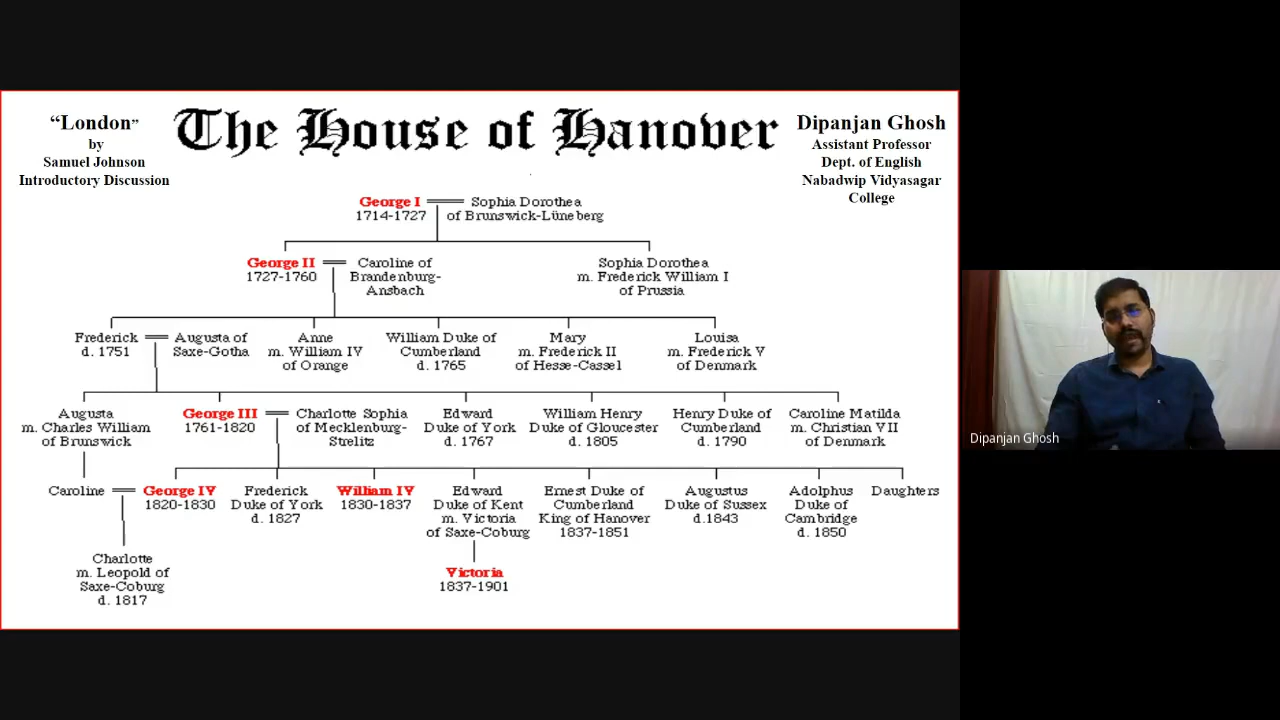 “London”
by
Samuel Johnson
Introductory Discussion
The House of Hanover
Dipanjan Ghosh
Assistant Professor
Dept. of English
Nabadwip Vidyasagar
College
George I
1714-1727
Sophia Dorothea
of Brunswick-Lüneberg
George II
1727-1760
Caroline of
Brandenburg-
Ansbach
Sophia Dorothea
m. Frederick William I
of Prussia
Frederick
d. 1751
Augusta of
Saxe-Gotha
Anne
m. William IV
of Orange
William Duke of
Cumberland
d. 1765
Mary
m. Frederick II
of Hesse-Cassel
Louisa
m. Frederick V
of Denmark
Augusta
m. Charles William
of Brunswick
George III
1761-1820
Charlotte Sophia
of Mecklenburg-
Strelitz
Edward
Duke of York
d. 1767
William Henry
Duke of Gloucester
d. 1805
Henry Duke of
Cumberland
d. 1790
Caroline Matilda
m. Christian VII
of Denmark
Caroline
George IV
1820-1830
Frederick
Duke of York
d. 1827
William IV
1830-1837
Edward
Duke of Kent
m. Victoria
of Saxe-Coburg
Ernest Duke of
Cumberland
King of Hanover
1837-1851
Augustus
Duke of Sussex
d.1843
Adolphus
Duke of
Cambridge
d. 1850
Daughters
Charlotte
m. Leopold of
Saxe-Coburg
d. 1817
Victoria
1837-1901
Dipanjan Ghosh